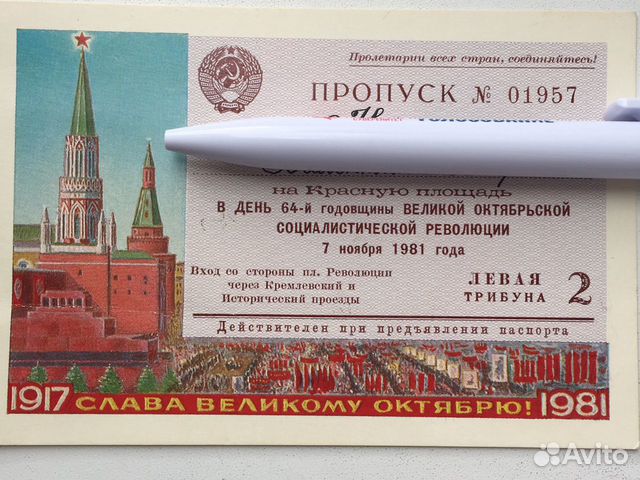 Пролетарии всех стран, соединяйтесь!
ПРОПУСК № 01957
на Красную площадь
В ДЕНЬ 64-й годовщины ВЕЛИКОЙ ОКТЯБРЬСКОЙ
СОЦИАЛИСТИЧЕСКОЙ РЕВОЛЮЦИИ
7 ноября 1981 года
Вход со стороны пл. Революции
через Кремлевский и
Исторический проезды
ЛЕВАЯ
ТРИБУНА 2
Действителен при предъявлении паспорта
1917 СЛАВА ВЕЛИКОМУ ОКТЯБРЮ! 1981
Avito